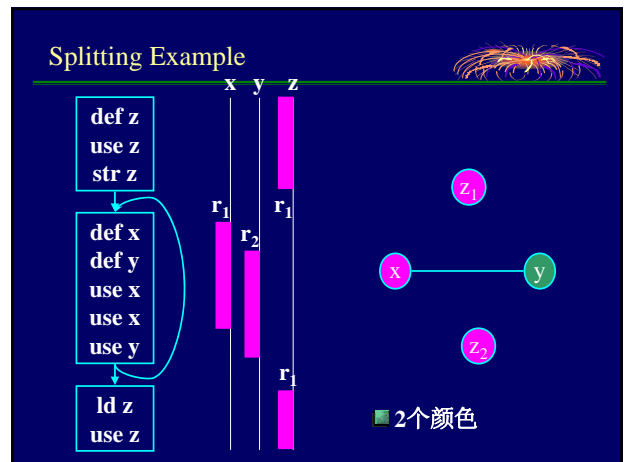 Splitting Example
x y z
def z
use z
str z
r1 r1
r2
def x
def y
use x
use x
use y
r1
ld z
use z
z1
x y
z2
2个颜色